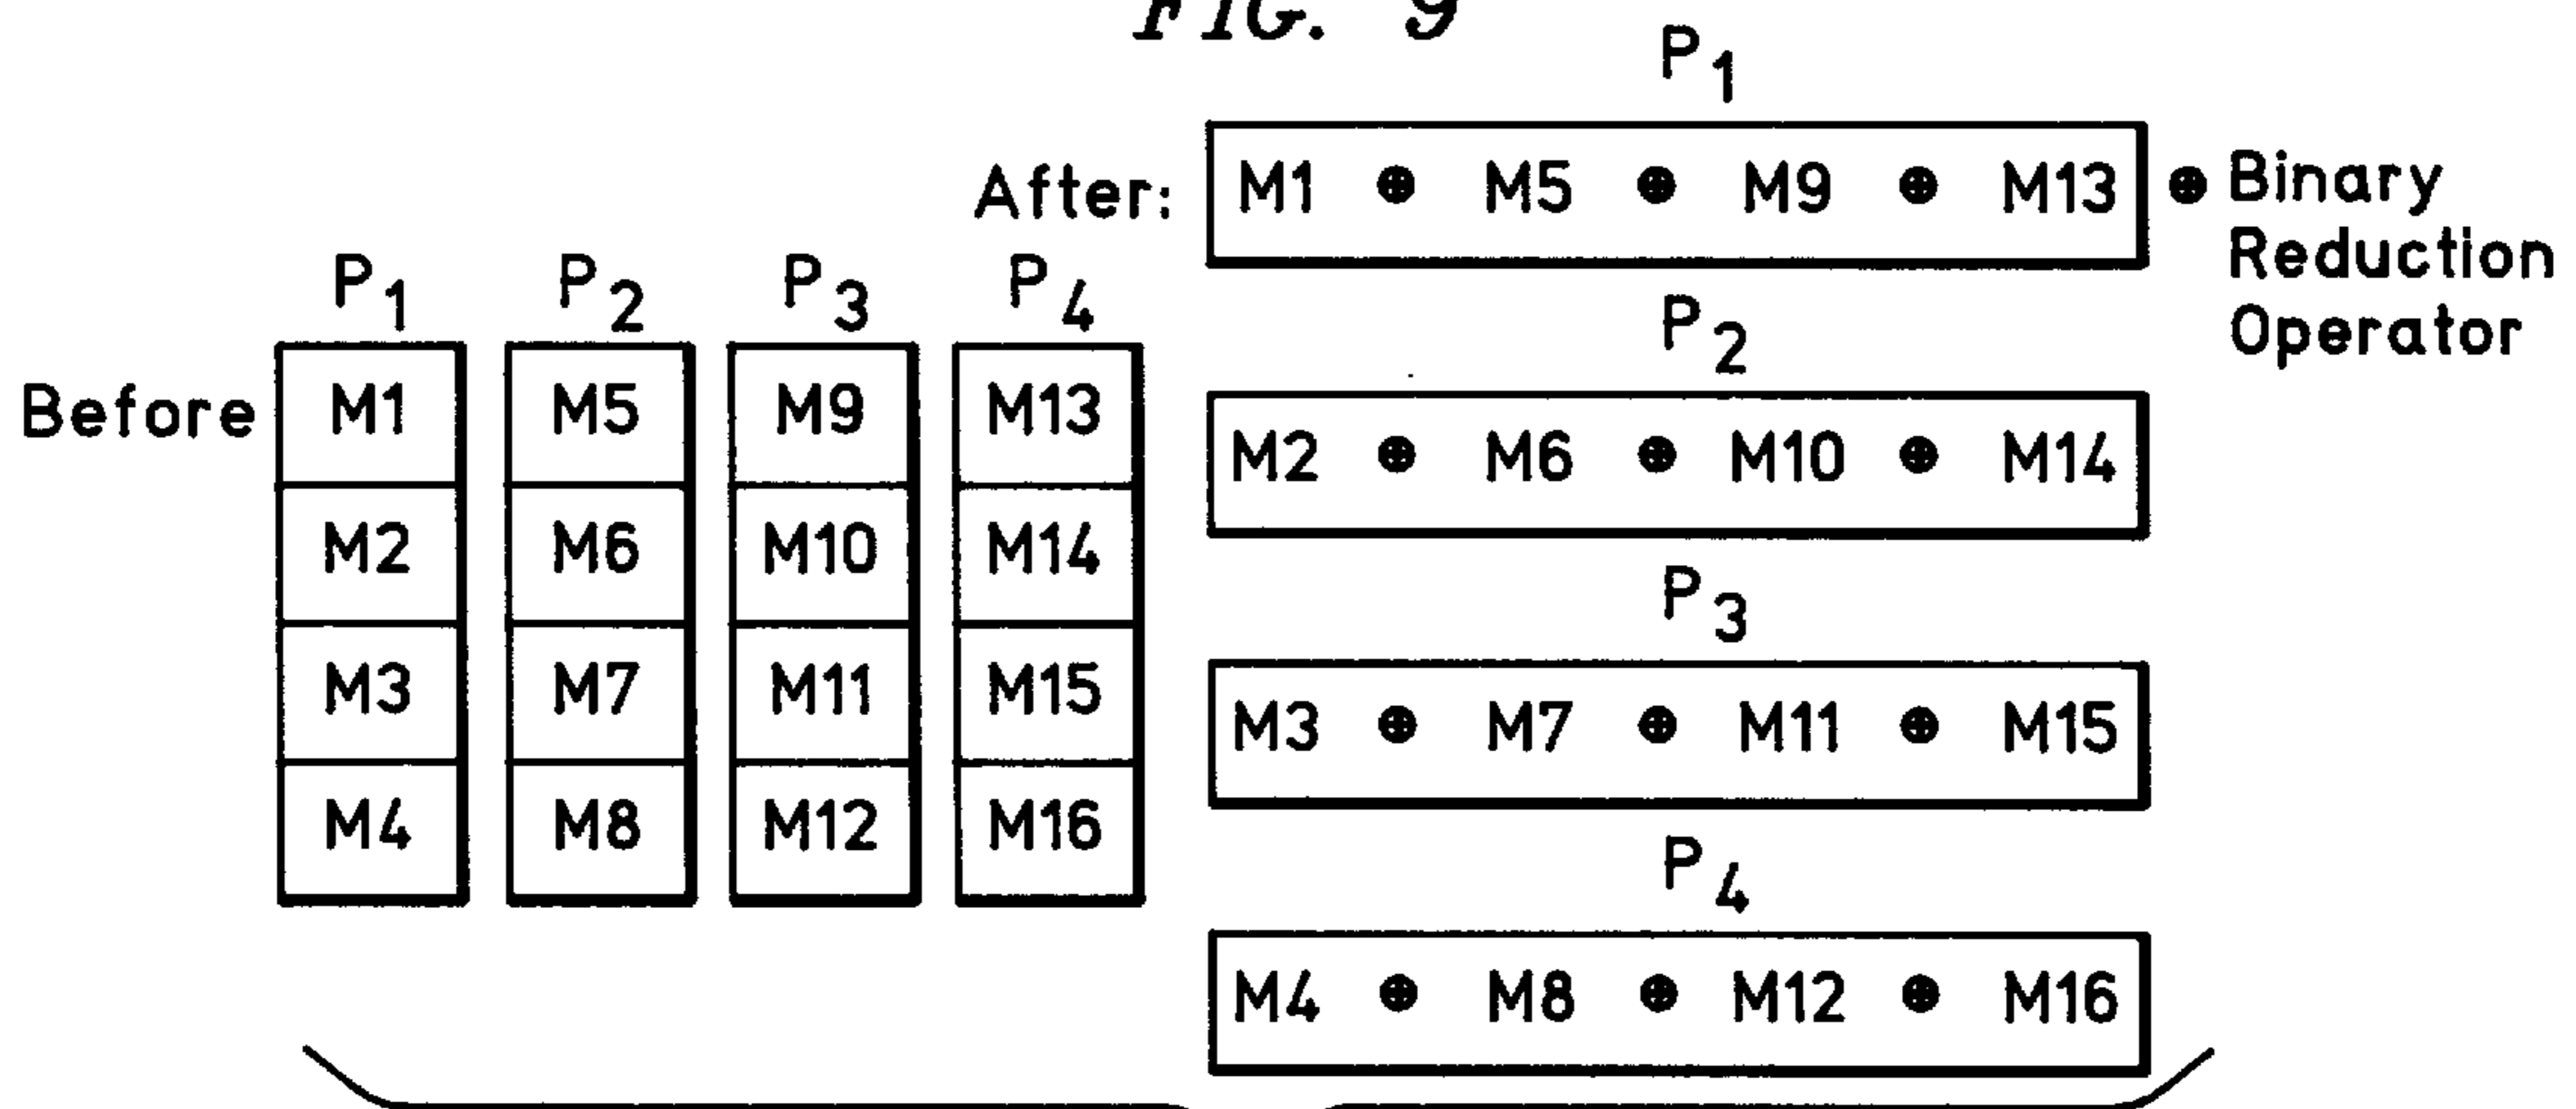 FIG. 9
Before
P1 P2 P3 P4
M1 M5 M9 M13
M2 M6 M10 M14
M3 M7 M11 M15
M4 M8 M12 M16
After:
P1
M1 ⊕ M5 ⊕ M9 ⊕ M13
⊕ Binary
Reduction
Operator
P2
M2 ⊕ M6 ⊕ M10 ⊕ M14
P3
M3 ⊕ M7 ⊕ M11 ⊕ M15
P4
M4 ⊕ M8 ⊕ M12 ⊕ M16